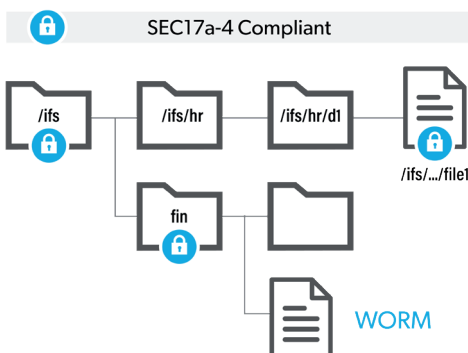 SEC17a-4 Compliant
/ifs
/ifs/hr
/ifs/hr/d1
/ifs/.../file1
fin
WORM